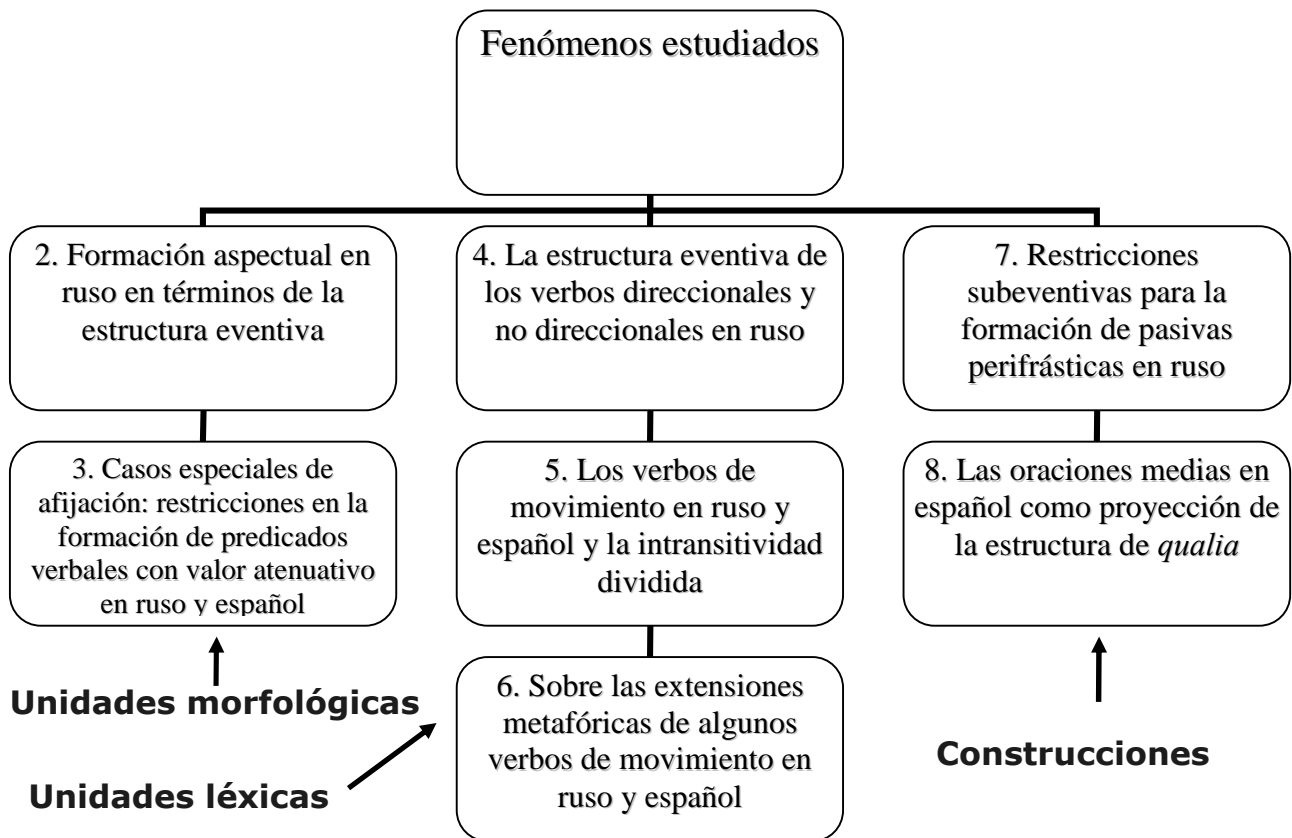 Fenómenos estudiados
2. Formación aspectual en
ruso en términos de la
estructura eventiva
3. Casos especiales de
afijación: restricciones en la
formación de predicados
verbales con valor atenuativo
en ruso y español
Unidades morfológicas
4. La estructura eventiva de
los verbos direccionales y
no direccionales en ruso
5. Los verbos de
movimiento en ruso y
español y la intransitividad
dividida
6. Sobre las extensiones
metafóricas de algunos
verbos de movimiento en
ruso y español
Unidades léxicas
7. Restricciones
subeventivas para la
formación de pasivas
perifrásticas en ruso
8. Las oraciones medias en
español como proyección de
la estructura de qualia
Construcciones